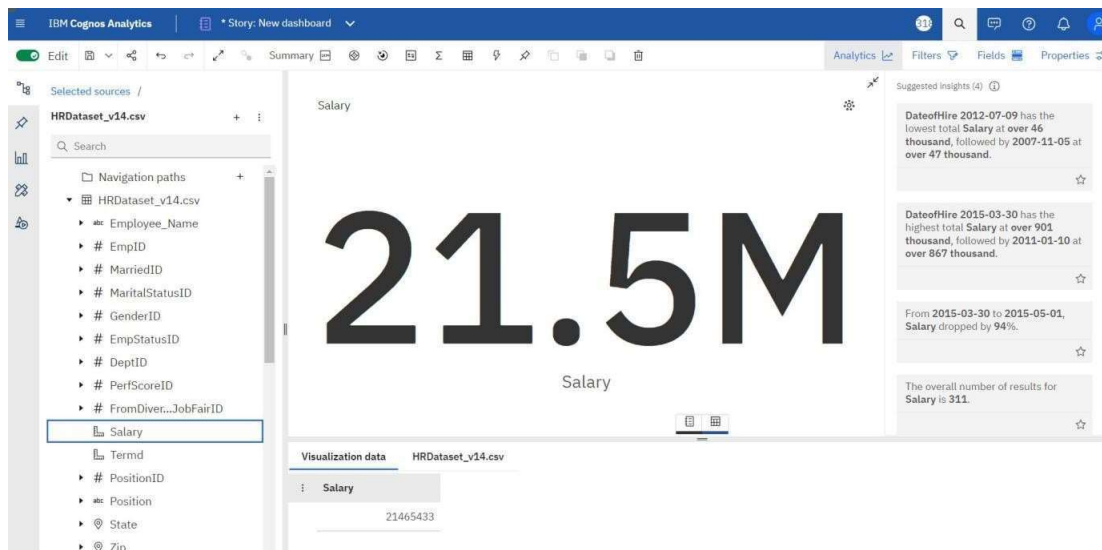 IBM Cognos Analytics
* Story: New dashboard
Edit
Summary
Analytics
Filters
Fields
Properties
Selected sources /
HRDataset_v14.csv
Search
Navigation paths
HRDataset_v14.csv
abc Employee_Name
# EmpID
# MarriedID
# MaritalStatusID
# GenderID
# EmpStatusID
# DeptID
# PerfScoreID
# FromDiver...JobFairID
Salary
Termd
# PositionID
abc Position
State
Zip
Salary
21.5M
Salary
Visualization data
HRDataset_v14.csv
Salary
21465433
Suggested insights (4)
DateofHire 2012-07-09 has the
lowest total Salary at over 46
thousand, followed by 2007-11-05 at
over 47 thousand.
DateofHire 2015-03-30 has the
highest total Salary at over 901
thousand, followed by 2011-01-10 at
over 867 thousand.
From 2015-03-30 to 2015-05-01,
Salary dropped by 94%.
The overall number of results for
Salary is 311.